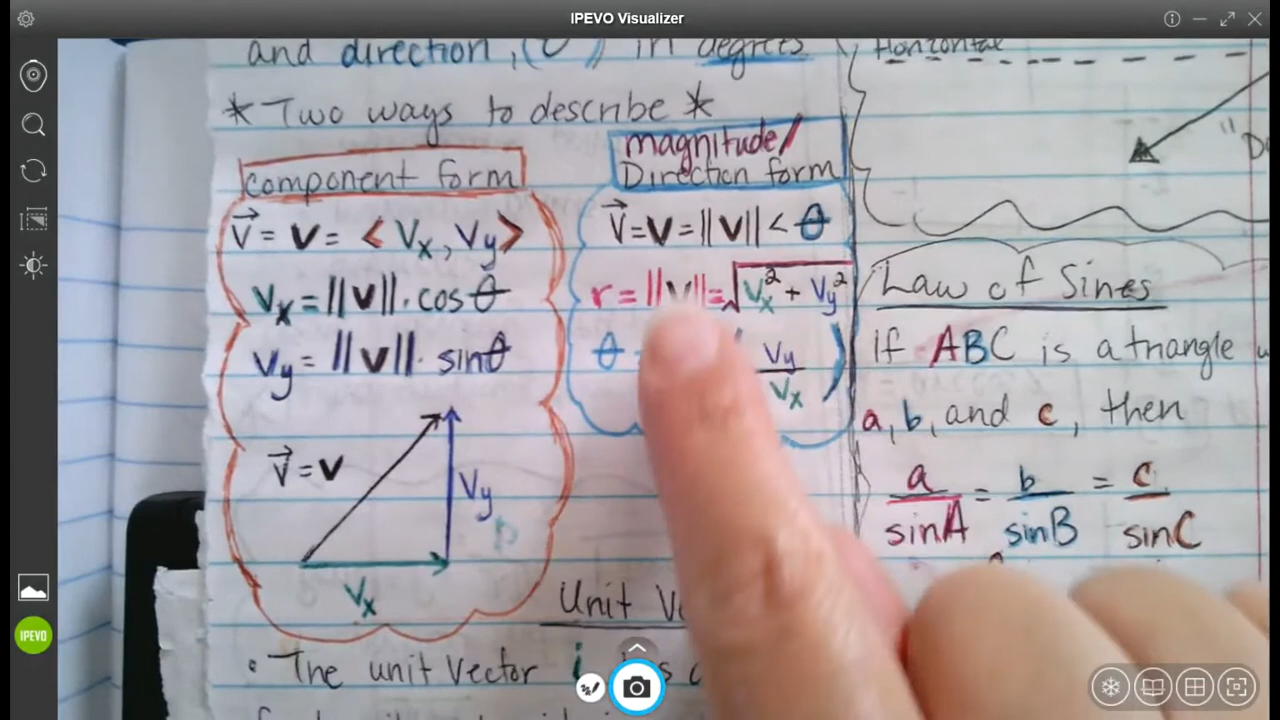 IPEVO Visualizer
and direction, (θ) in degrees
* Two ways to describe *
component form
V = v = < Vx, Vy >
Vx = ||v|| · cosθ
Vy = ||v|| · sinθ
V = v
Vy
Vx
magnitude/
Direction form
V = v = ||v|| < θ
r = ||v|| = √Vx² + Vy²
θ
Vy
Vx
Unit
• The unit vector i
IPEVO
Horizontal
Law of Sines
If ABC is a triangle
a, b, and c, then
a/sinA = b/sinB = c/sinC